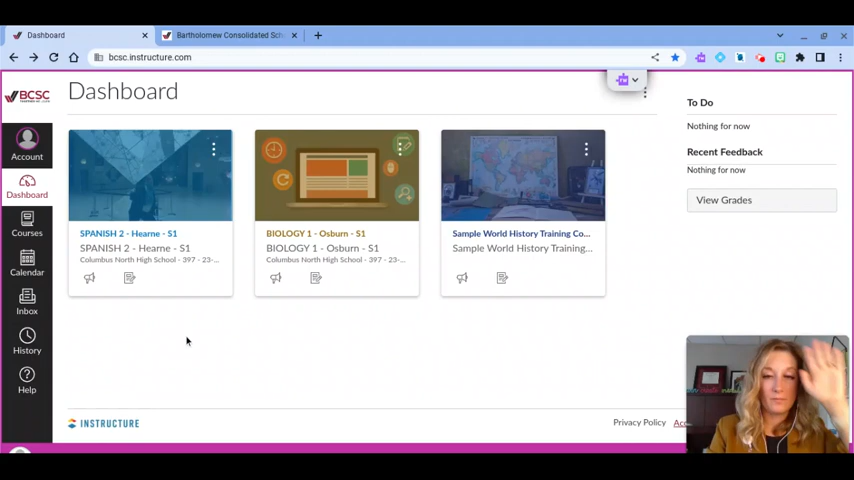 Dashboard
Bartholomew Consolidated Sch
bcsc.instructure.com
BCSC
Dashboard
To Do
Nothing for now
Recent Feedback
Nothing for now
View Grades
Account
Dashboard
Courses
Calendar
Inbox
History
Help
SPANISH 2 - Hearne - S1
SPANISH 2 - Hearne - S1
Columbus North High School - 397 - 23-...
BIOLOGY 1 - Osburn - S1
BIOLOGY 1 - Osburn - S1
Columbus North High School - 397 - 23-...
Sample World History Training Co...
Sample World History Training...
INSTRUCTURE
Privacy Policy